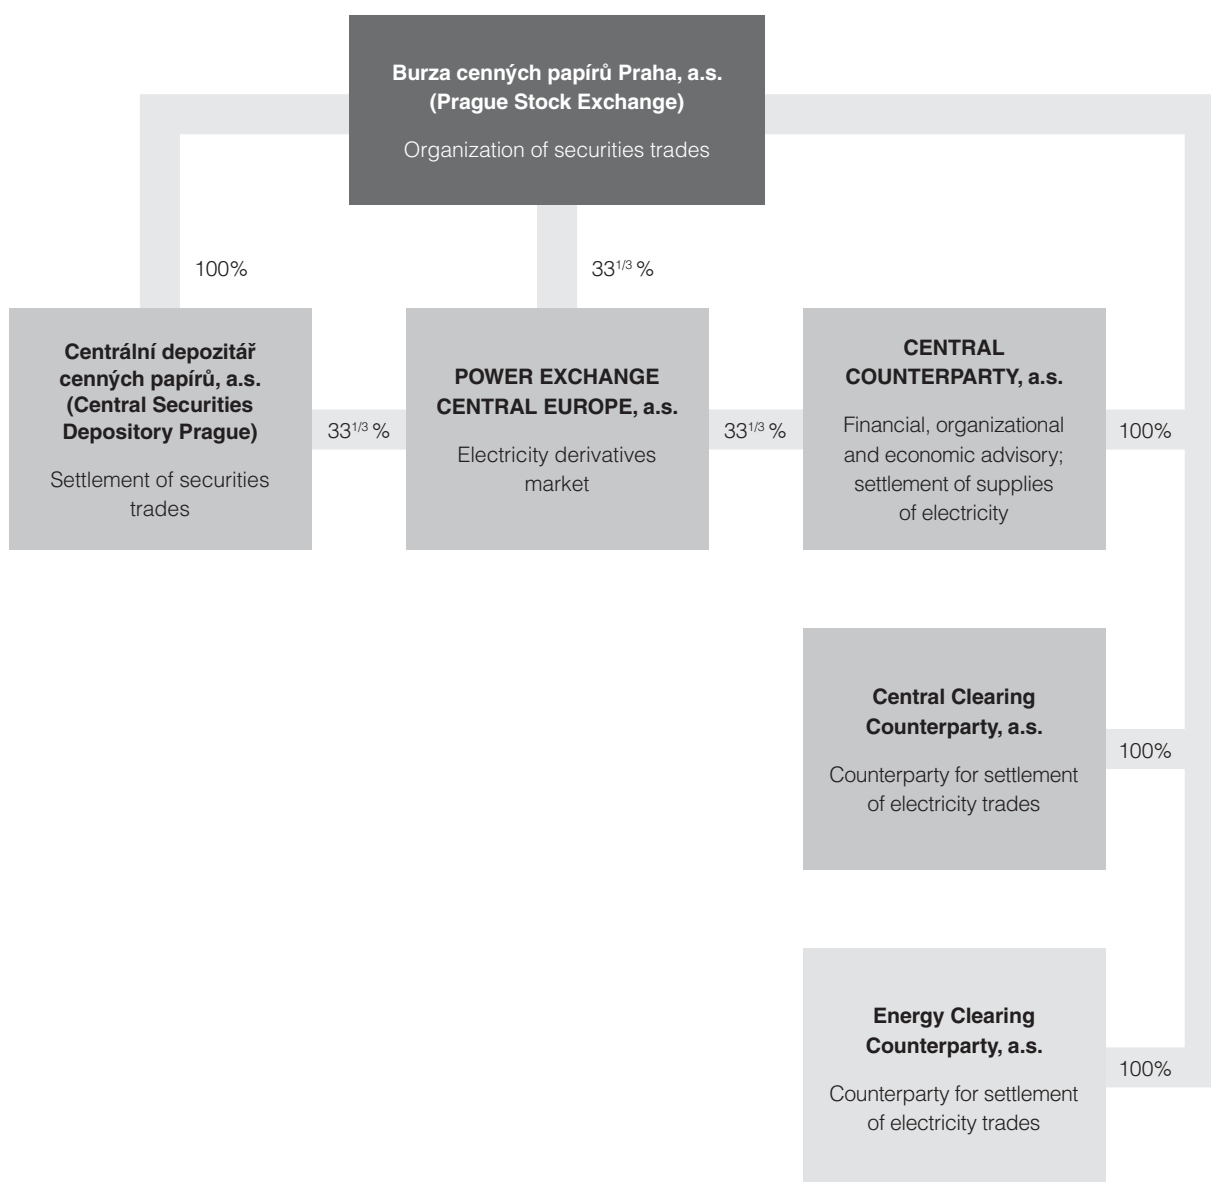 Burza cenných papírů Praha, a.s.
(Prague Stock Exchange)
Organization of securities trades
100%
33 1/3 %
Centrální depozitář
cenných papírů, a.s.
(Central Securities
Depository Prague)
Settlement of securities
trades
33 1/3 %
POWER EXCHANGE
CENTRAL EUROPE, a.s.
Electricity derivatives
market
33 1/3 %
CENTRAL
COUNTERPARTY, a.s.
Financial, organizational
and economic advisory;
settlement of supplies
of electricity
100%
Central Clearing
Counterparty, a.s.
Counterparty for settlement
of electricity trades
100%
Energy Clearing
Counterparty, a.s.
Counterparty for settlement
of electricity trades
100%